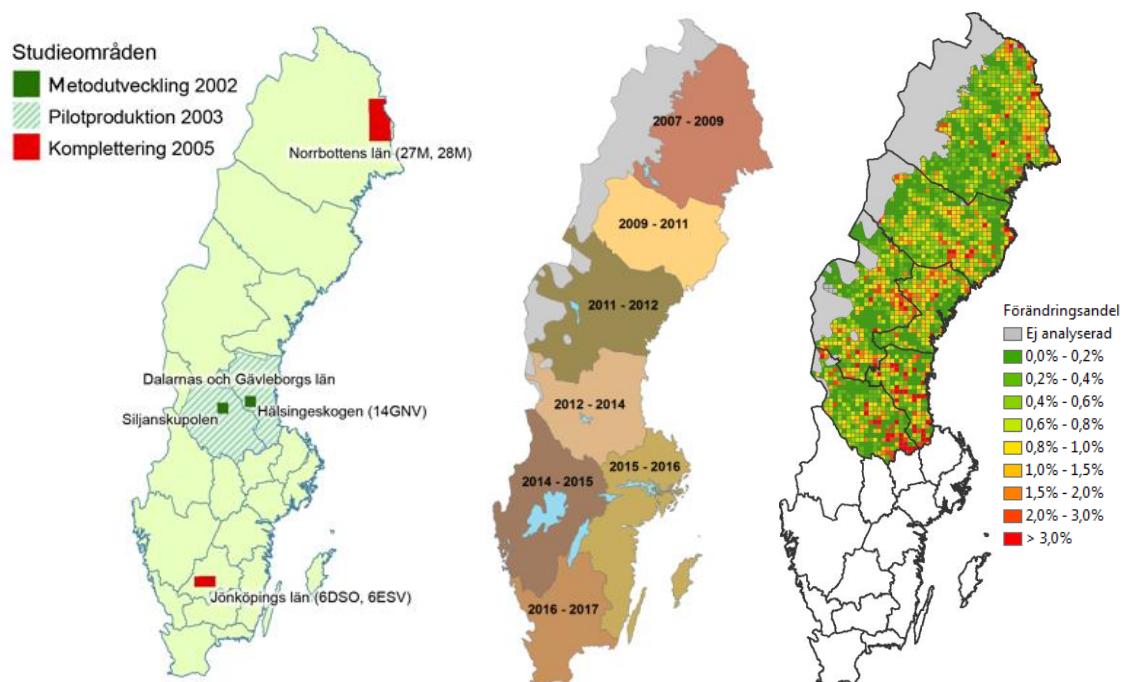 Studieområden
Metodutveckling 2002
Pilotproduktion 2003
Komplettering 2005
Norrbottens län (27M, 28M)
Dalarnas och Gävleborgs län
Siljanskupolen
Hälsingeskogen (14GNV)
Jönköpings län (6DSO, 6ESV)
2007 - 2009
2009 - 2011
2011 - 2012
2012 - 2014
2015 - 2016
2014 - 2015
2016 - 2017
Förändringsandel
Ej analyserad
0,0% - 0,2%
0,2% - 0,4%
0,4% - 0,6%
0,6% - 0,8%
0,8% - 1,0%
1,0% - 1,5%
1,5% - 2,0%
2,0% - 3,0%
> 3,0%